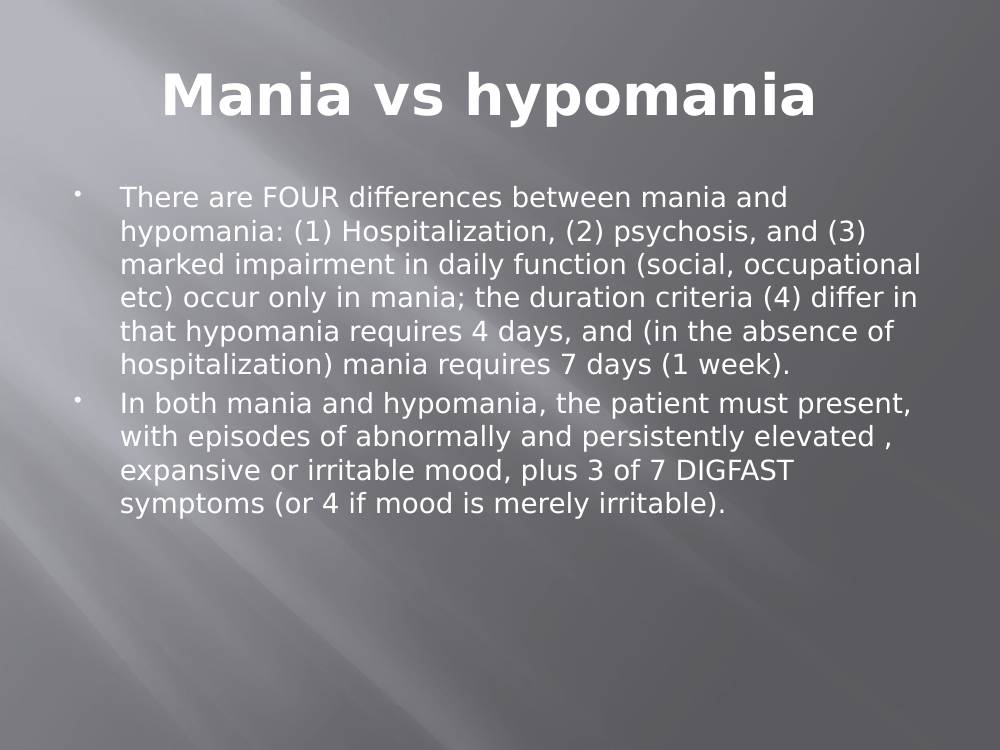 Mania vs hypomania
• There are FOUR differences between mania and
hypomania: (1) Hospitalization, (2) psychosis, and (3)
marked impairment in daily function (social, occupational
etc) occur only in mania; the duration criteria (4) differ in
that hypomania requires 4 days, and (in the absence of
hospitalization) mania requires 7 days (1 week).
• In both mania and hypomania, the patient must present,
with episodes of abnormally and persistently elevated ,
expansive or irritable mood, plus 3 of 7 DIGFAST
symptoms (or 4 if mood is merely irritable).